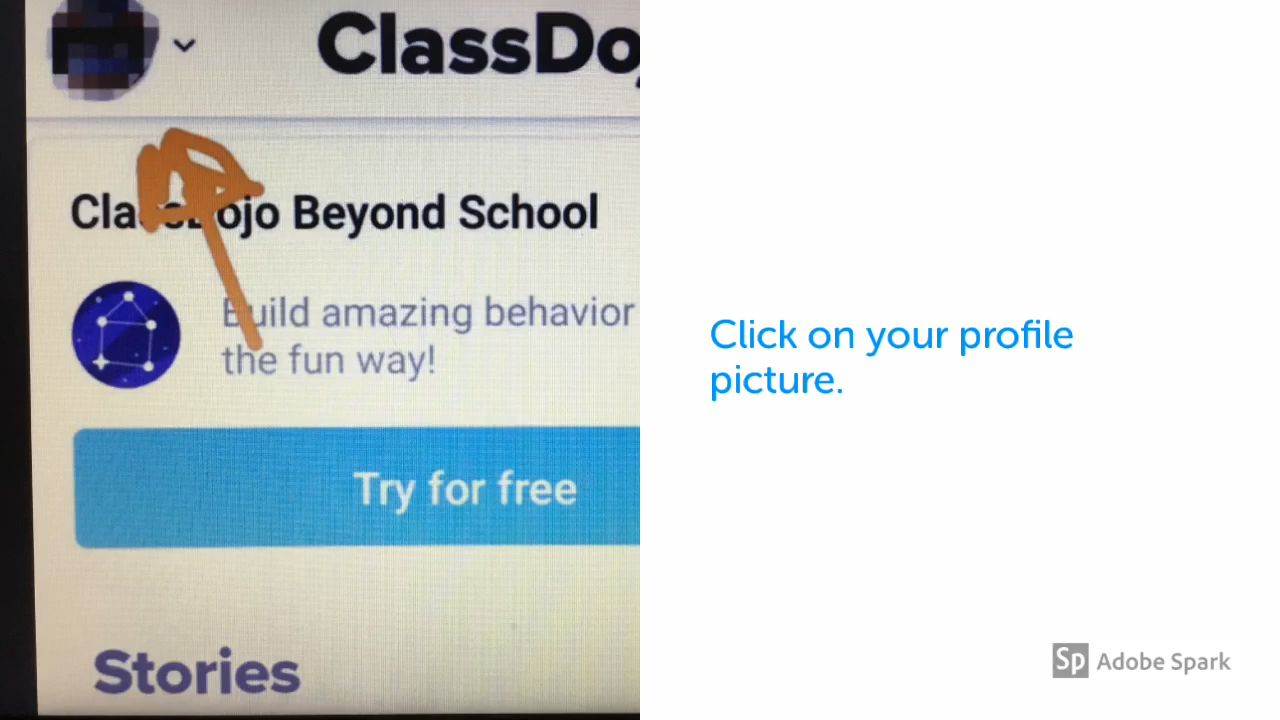 ClassDo
ClassDojo Beyond School
Build amazing behavior
the fun way!
Try for free
Stories
Click on your profile
picture.
Sp Adobe Spark